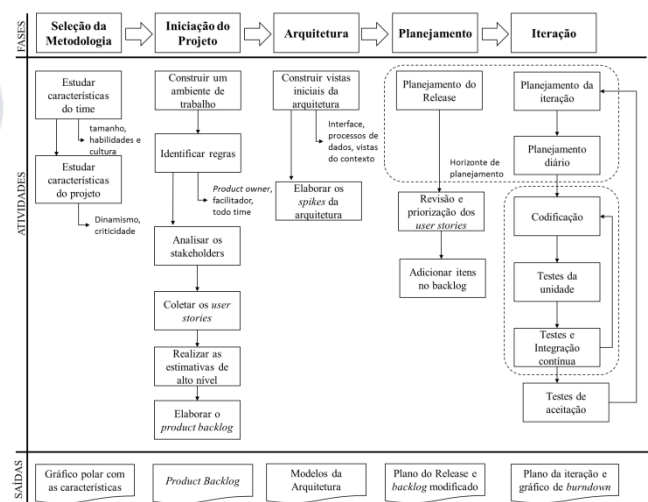 FASES
Seleção da
Metodologia
Iniciação do
Projeto
Arquitetura
Planejamento
Iteração
ATIVIDADES
Estudar
características
do time
tamanho,
habilidades e
cultura
Estudar
características
do projeto
Dinamismo,
criticidade
Construir um
ambiente de
trabalho
Identificar regras
Product owner,
facilitador,
todo time
Analisar os
stakeholders
Coletar os user
stories
Realizar as
estimativas de
alto nível
Elaborar o
product backlog
Construir vistas
iniciais da
arquitetura
Interface,
processos de
dados, vistas
do contexto
Elaborar os
spikes da
arquitetura
Planejamento do
Release
Horizonte de
planejamento
Revisão e
priorização dos
user stories
Adicionar itens
no backlog
Planejamento da
iteração
Planejamento
diário
Codificação
Testes da
unidade
Testes e
Integração
contínua
Testes de
aceitação
SAÍDAS
Gráfico polar com
as características
Product Backlog
Modelos da
Arquitetura
Plano do Release e
backlog modificado
Plano da iteração e
gráfico de burndown